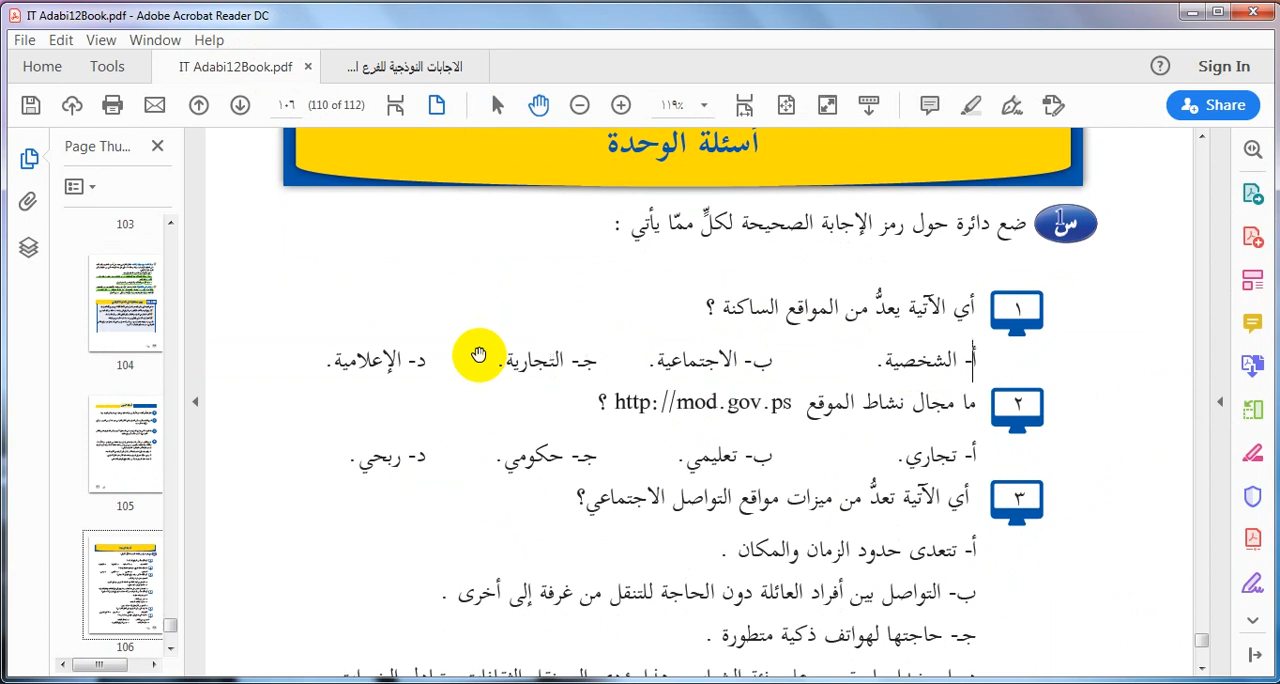 IT Adabi12Book.pdf - Adobe Acrobat Reader DC
File Edit View Window Help
Home Tools IT Adabi12Book.pdf × الاجابات النوذجية للفرع ا... Sign In
١٠٦ (110 of 112) ١١٩٪ Share
Page Thu... ×
103
104
105
106
أسئلة الوحدة
س1 ضع دائرة حول رمز الإجابة الصحيحة لكلٍّ ممّا يأتي :
١ أي الآتية يعدُّ من المواقع الساكنة ؟
أ- الشخصية. ب- الاجتماعية. جـ- التجارية. د- الإعلامية.
٢ ما مجال نشاط الموقع http://mod.gov.ps ؟
أ- تجاري. ب- تعليمي. جـ- حكومي. د- ربحي.
٣ أي الآتية تعدُّ من ميزات مواقع التواصل الاجتماعي؟
أ- تتعدى حدود الزمان والمكان .
ب- التواصل بين أفراد العائلة دون الحاجة للتنقل من غرفة إلى أخرى .
جـ- حاجتها لهواتف ذكية متطورة .